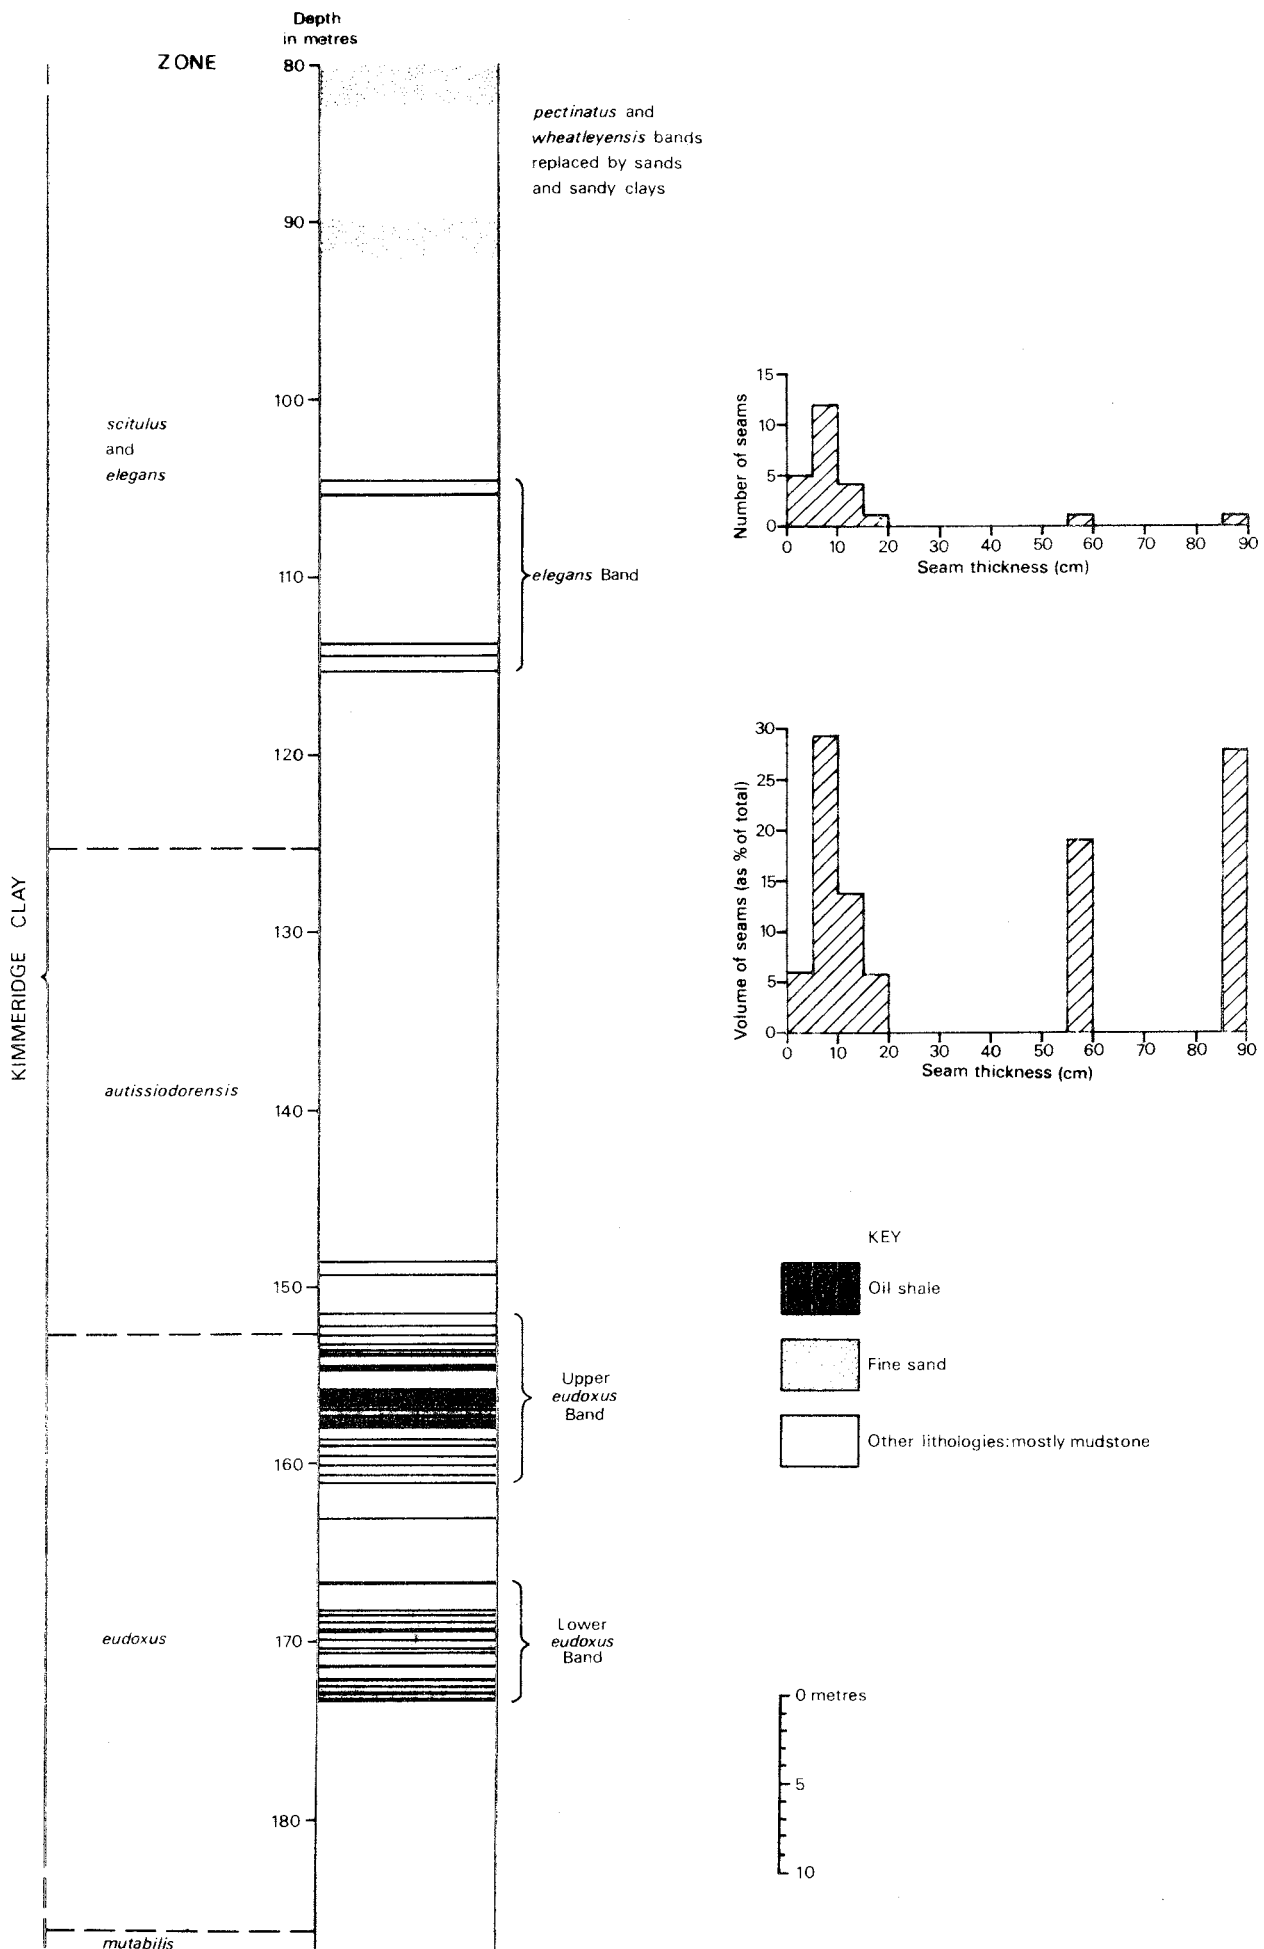 Depth
in metres
ZONE
80
pectinatus and
wheatleyensis bands
replaced by sands
and sandy clays
90
100
scitulus
and
elegans
elegans Band
110
120
130
KIMMERIDGE CLAY
autissiodorensis
140
150
Upper
eudoxus
Band
160
eudoxus
170
Lower
eudoxus
Band
180
mutabilis
15
10
5
0
Number of seams
0 10 20 30 40 50 60 70 80 90
Seam thickness (cm)
30
25
20
15
10
5
0
Volume of seams (as % of total)
0 10 20 30 40 50 60 70 80 90
Seam thickness (cm)
KEY
Oil shale
Fine sand
Other lithologies:mostly mudstone
0 metres
5
10